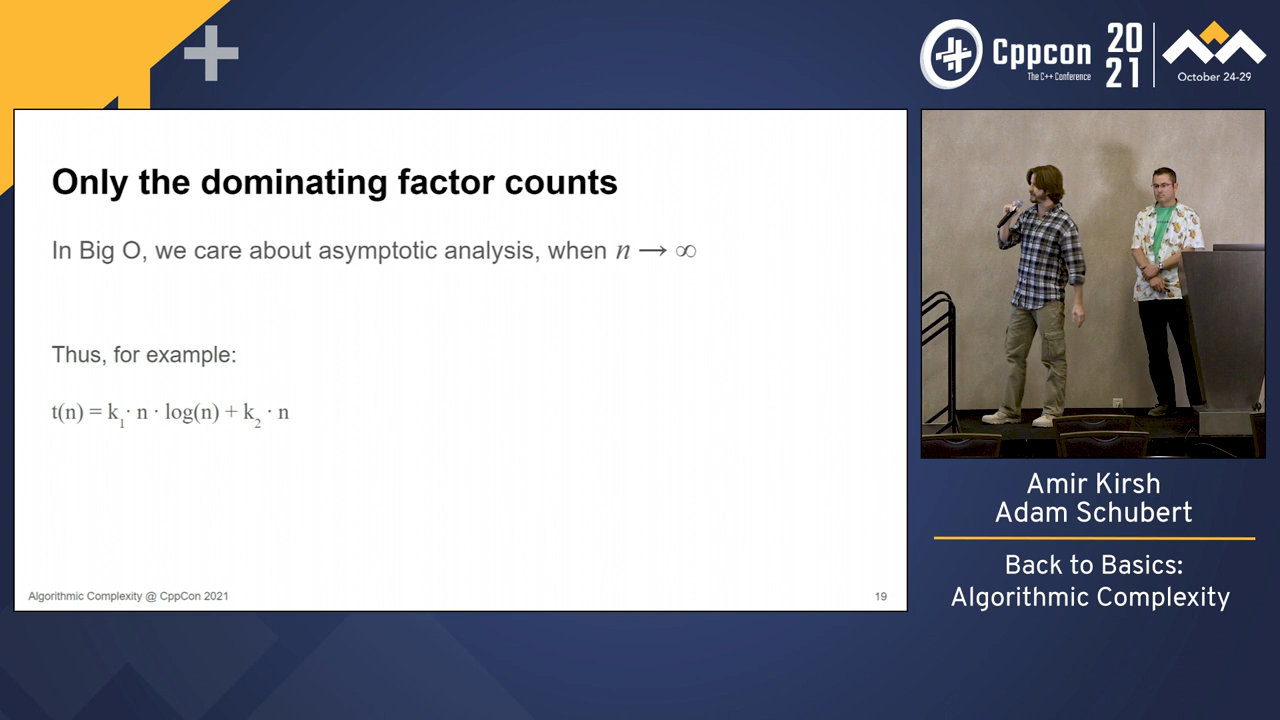 Cppcon
The C++ Conference
20
21
October 24-29
Only the dominating factor counts
In Big O, we care about asymptotic analysis, when n ⟶ ∞
Thus, for example:
t(n) = k₁· n · log(n) + k₂ · n
Algorithmic Complexity @ CppCon 2021
19
Amir Kirsh
Adam Schubert
Back to Basics:
Algorithmic Complexity